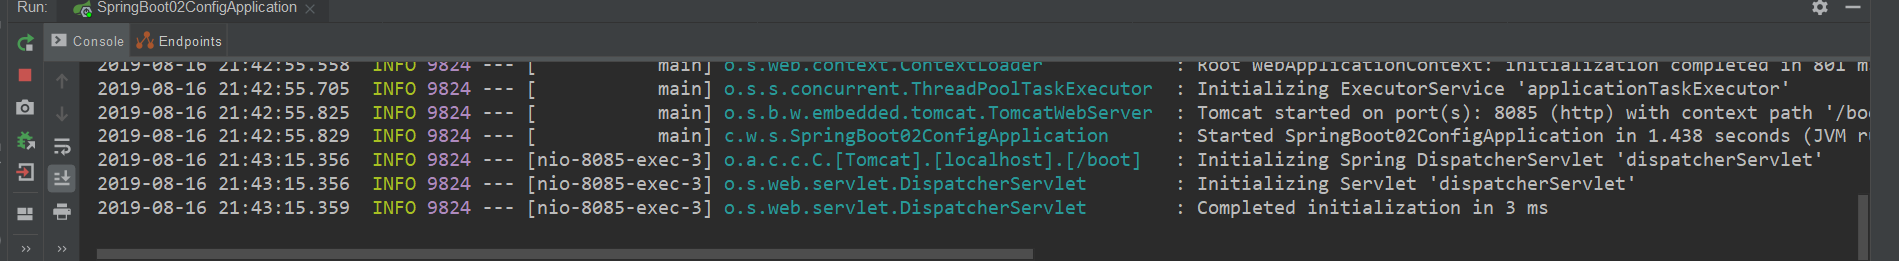 Run: SpringBoot02ConfigApplication
Console Endpoints
2019-08-16 21:42:55.558 INFO 9824 --- [ main] o.s.web.context.ContextLoader : Root WebApplicationContext: initialization completed in 801 m
2019-08-16 21:42:55.705 INFO 9824 --- [ main] o.s.s.concurrent.ThreadPoolTaskExecutor : Initializing ExecutorService 'applicationTaskExecutor'
2019-08-16 21:42:55.825 INFO 9824 --- [ main] o.s.b.w.embedded.tomcat.TomcatWebServer : Tomcat started on port(s): 8085 (http) with context path '/boo
2019-08-16 21:42:55.829 INFO 9824 --- [ main] c.w.s.SpringBoot02ConfigApplication : Started SpringBoot02ConfigApplication in 1.438 seconds (JVM ru
2019-08-16 21:43:15.356 INFO 9824 --- [nio-8085-exec-3] o.a.c.c.C.[Tomcat].[localhost].[/boot] : Initializing Spring DispatcherServlet 'dispatcherServlet'
2019-08-16 21:43:15.356 INFO 9824 --- [nio-8085-exec-3] o.s.web.servlet.DispatcherServlet : Initializing Servlet 'dispatcherServlet'
2019-08-16 21:43:15.359 INFO 9824 --- [nio-8085-exec-3] o.s.web.servlet.DispatcherServlet : Completed initialization in 3 ms